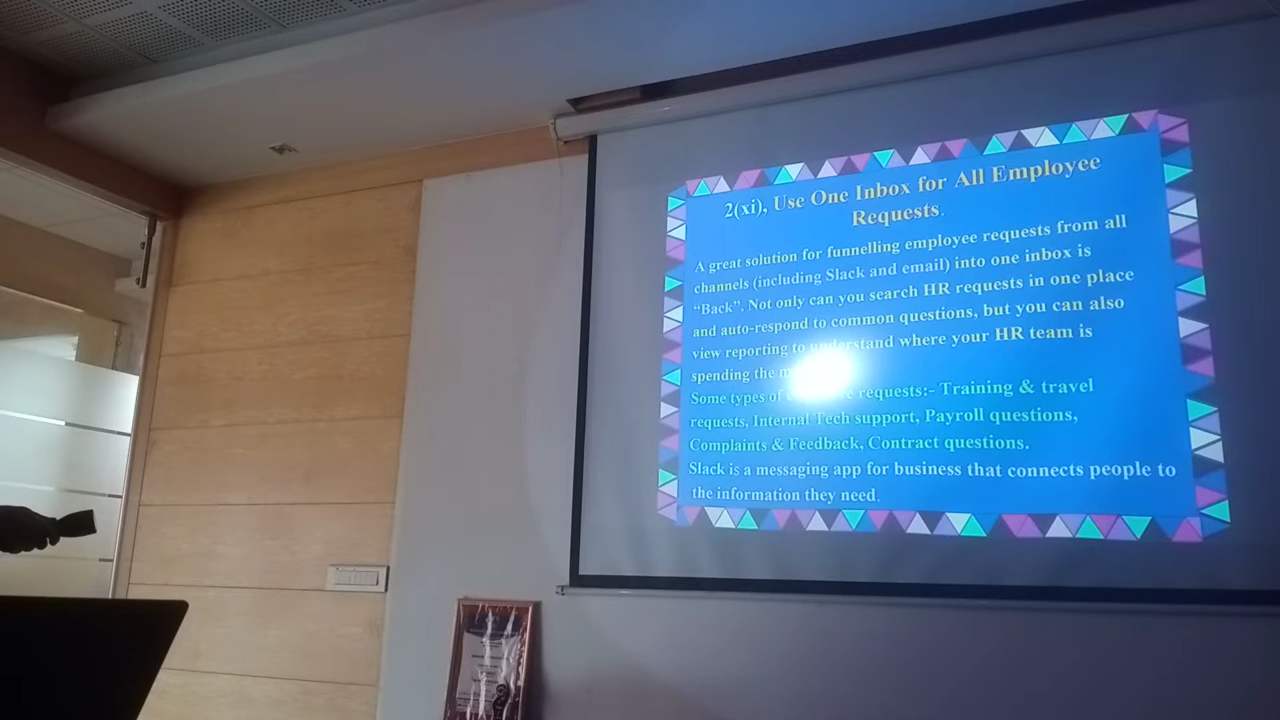 2(xi), Use One Inbox for All Employee
Requests.
A great solution for funnelling employee requests from all
channels (including Slack and email) into one inbox is
“Back”. Not only can you search HR requests in one place
and auto-respond to common questions, but you can also
view reporting to understand where your HR team is
spending the
Some types of requests:- Training & travel
requests, Internal Tech support, Payroll questions,
Complaints & Feedback, Contract questions.
Slack is a messaging app for business that connects people to
the information they need.